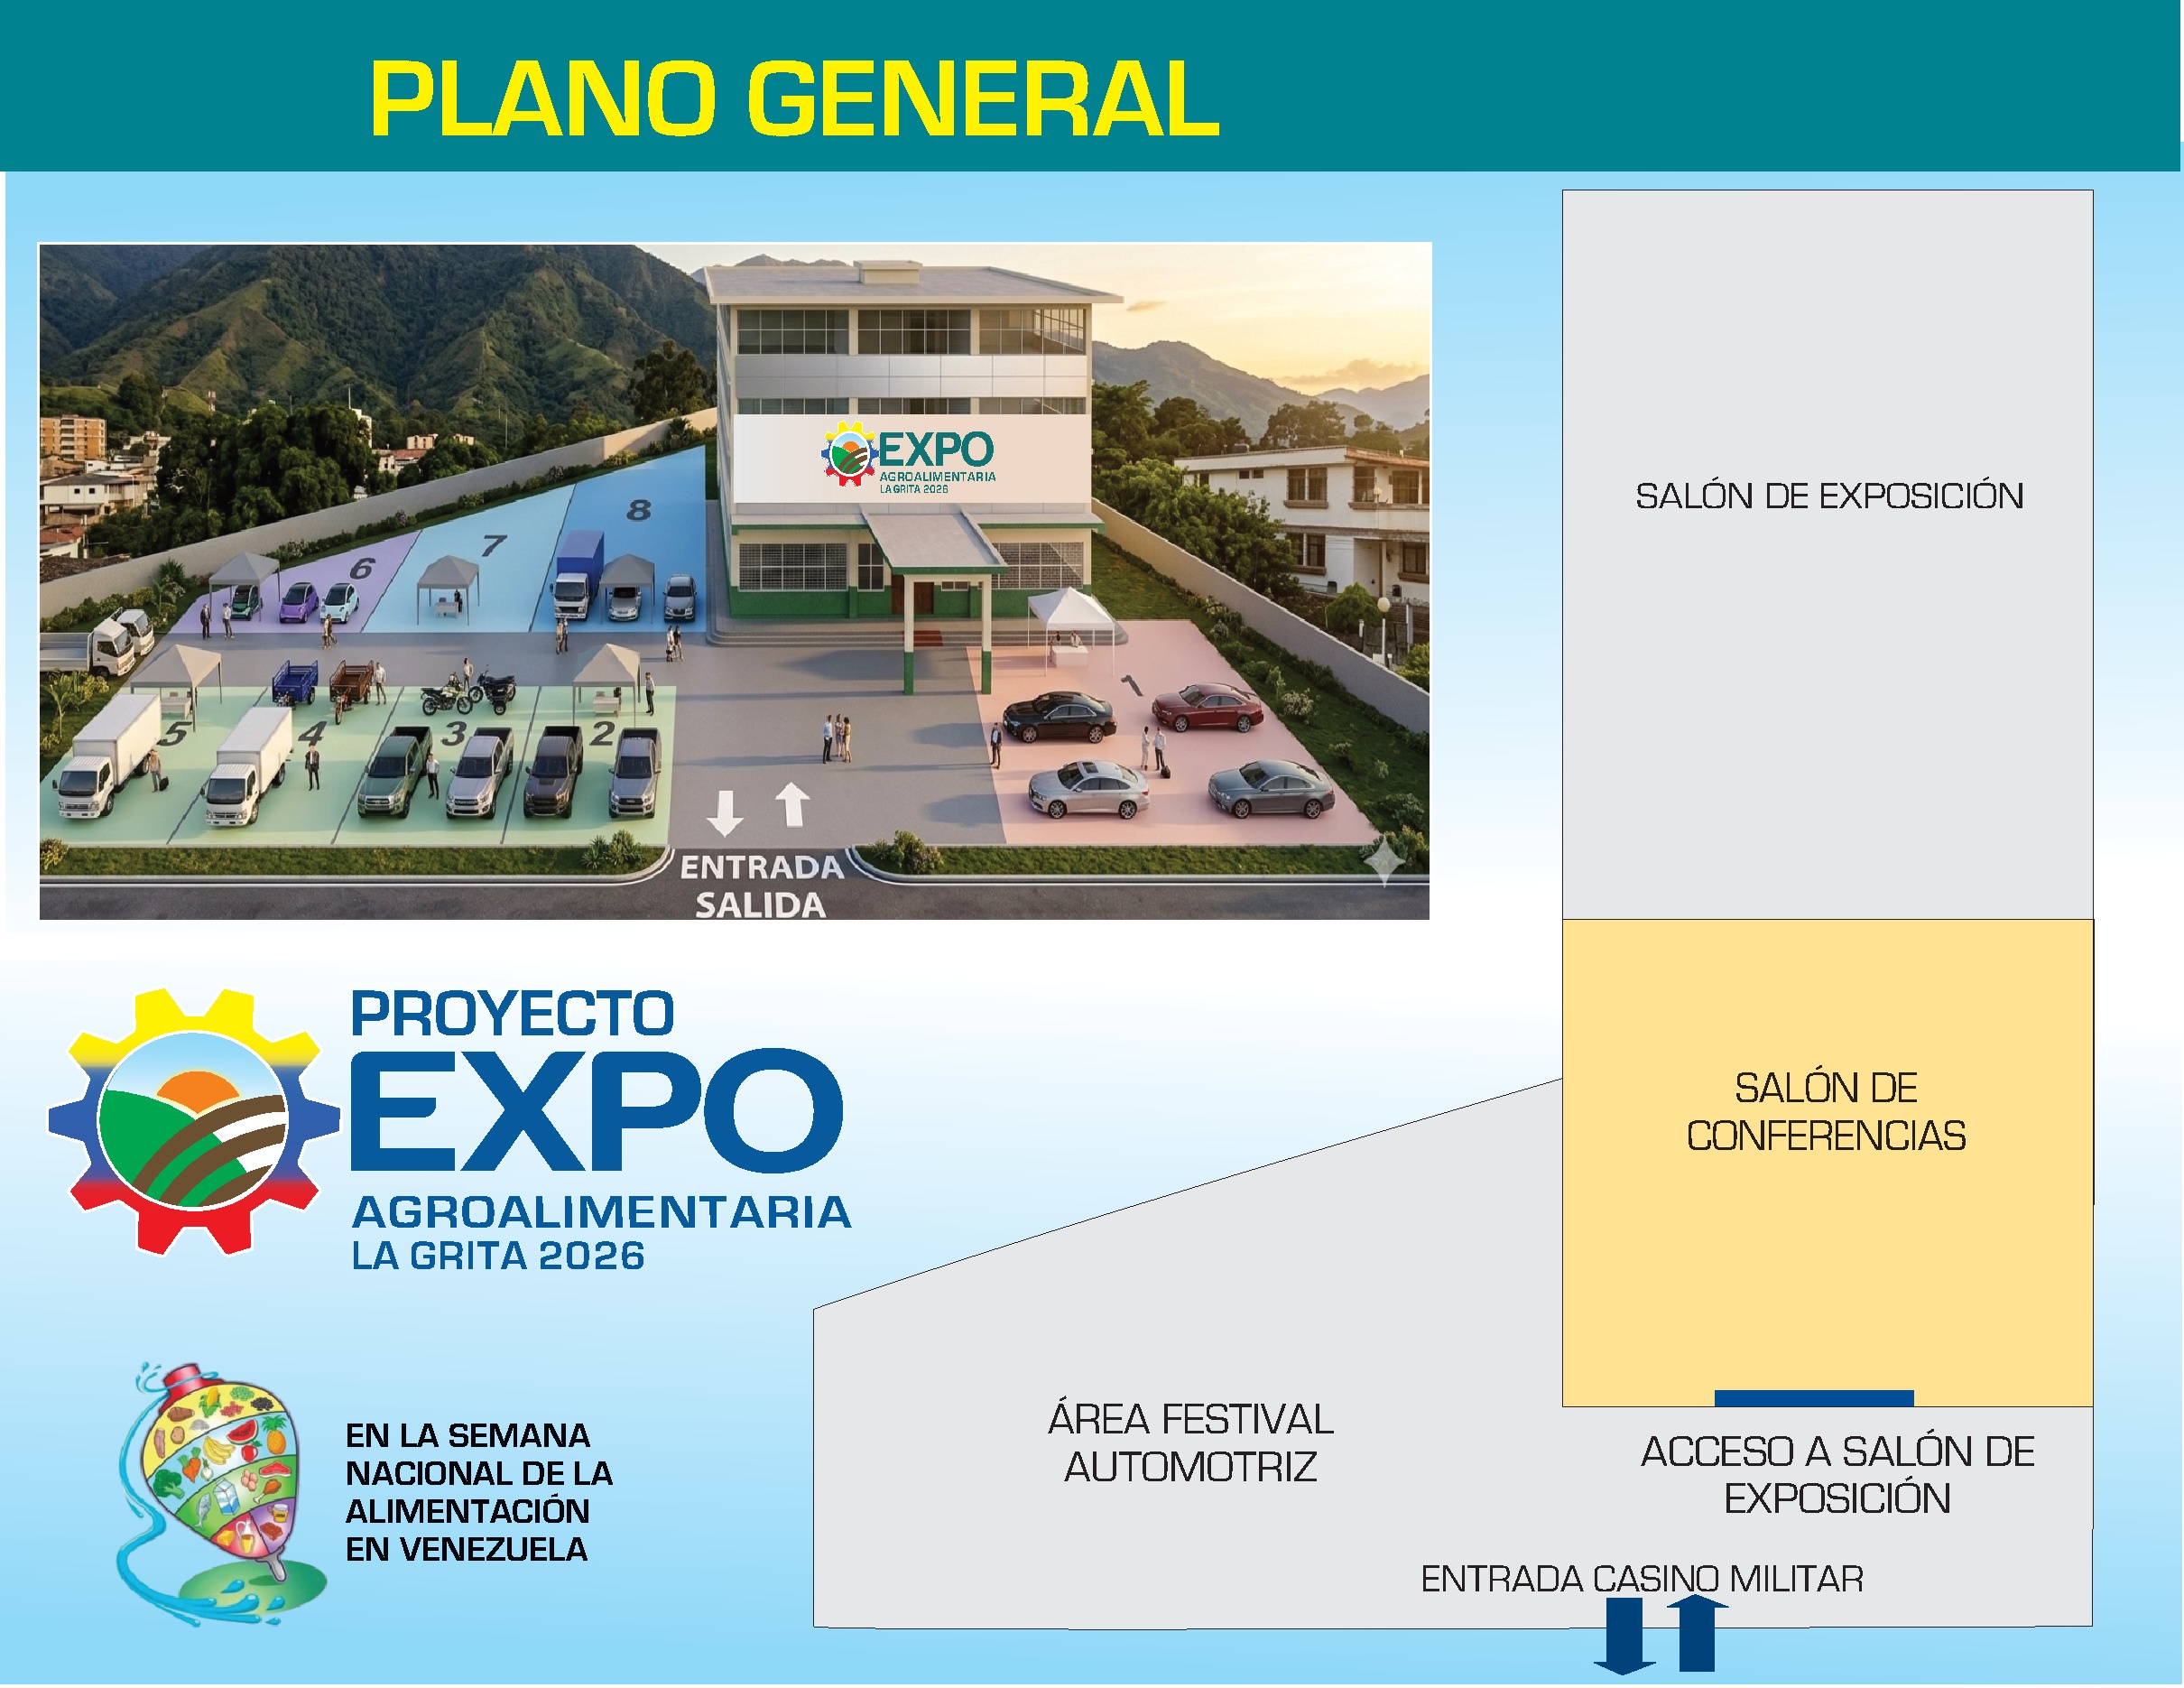 PLANO GENERAL
EXPO
AGROALIMENTARIA
LA GRITA 2026
8
7
6
1
5
4
3
2
ENTRADA
SALIDA
SALÓN DE EXPOSICIÓN
PROYECTO
EXPO
AGROALIMENTARIA
LA GRITA 2026
SALÓN DE
CONFERENCIAS
EN LA SEMANA
NACIONAL DE LA
ALIMENTACIÓN
EN VENEZUELA
ÁREA FESTIVAL
AUTOMOTRIZ
ACCESO A SALÓN DE
EXPOSICIÓN
ENTRADA CASINO MILITAR